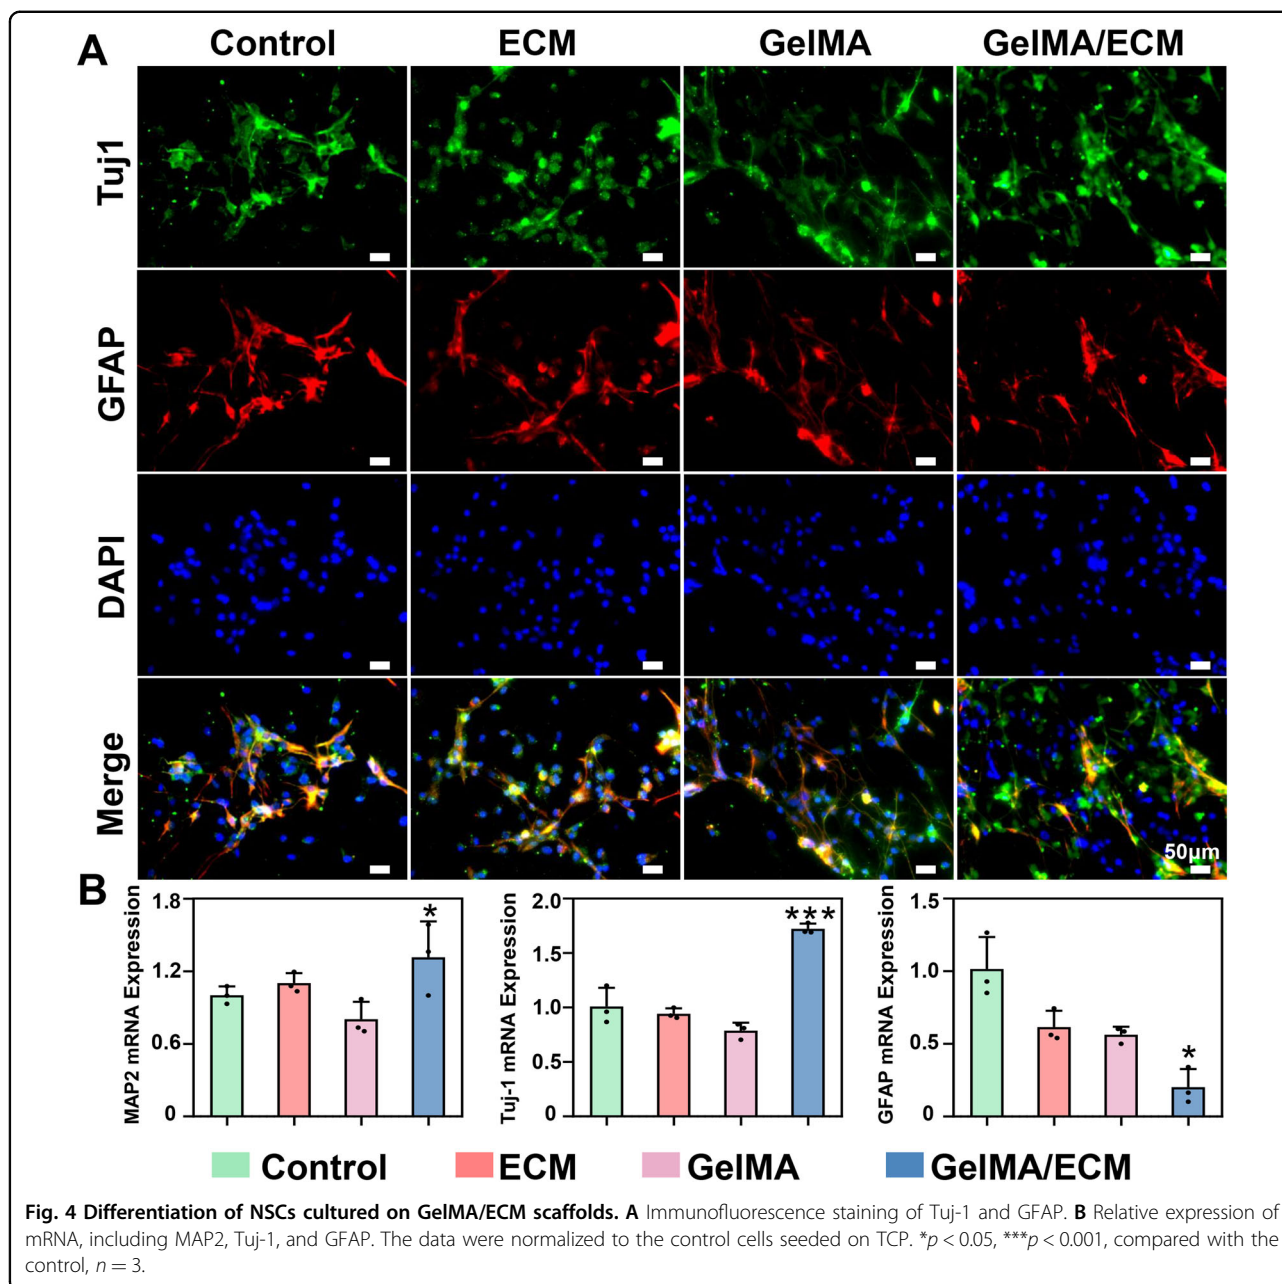 A
Control ECM GelMA GelMA/ECM
Tuj1
GFAP
DAPI
Merge
50μm
B
MAP2 mRNA Expression
1.8
1.2
0.6
0
*
Tuj-1 mRNA Expression
2.0
1.5
1.0
0.5
0
***
GFAP mRNA Expression
1.5
1.0
0.5
0
*
Control ECM GelMA GelMA/ECM
Fig. 4 Differentiation of NSCs cultured on GelMA/ECM scaffolds. A Immunofluorescence staining of Tuj-1 and GFAP. B Relative expression of
mRNA, including MAP2, Tuj-1, and GFAP. The data were normalized to the control cells seeded on TCP. *p < 0.05, ***p < 0.001, compared with the
control, n = 3.